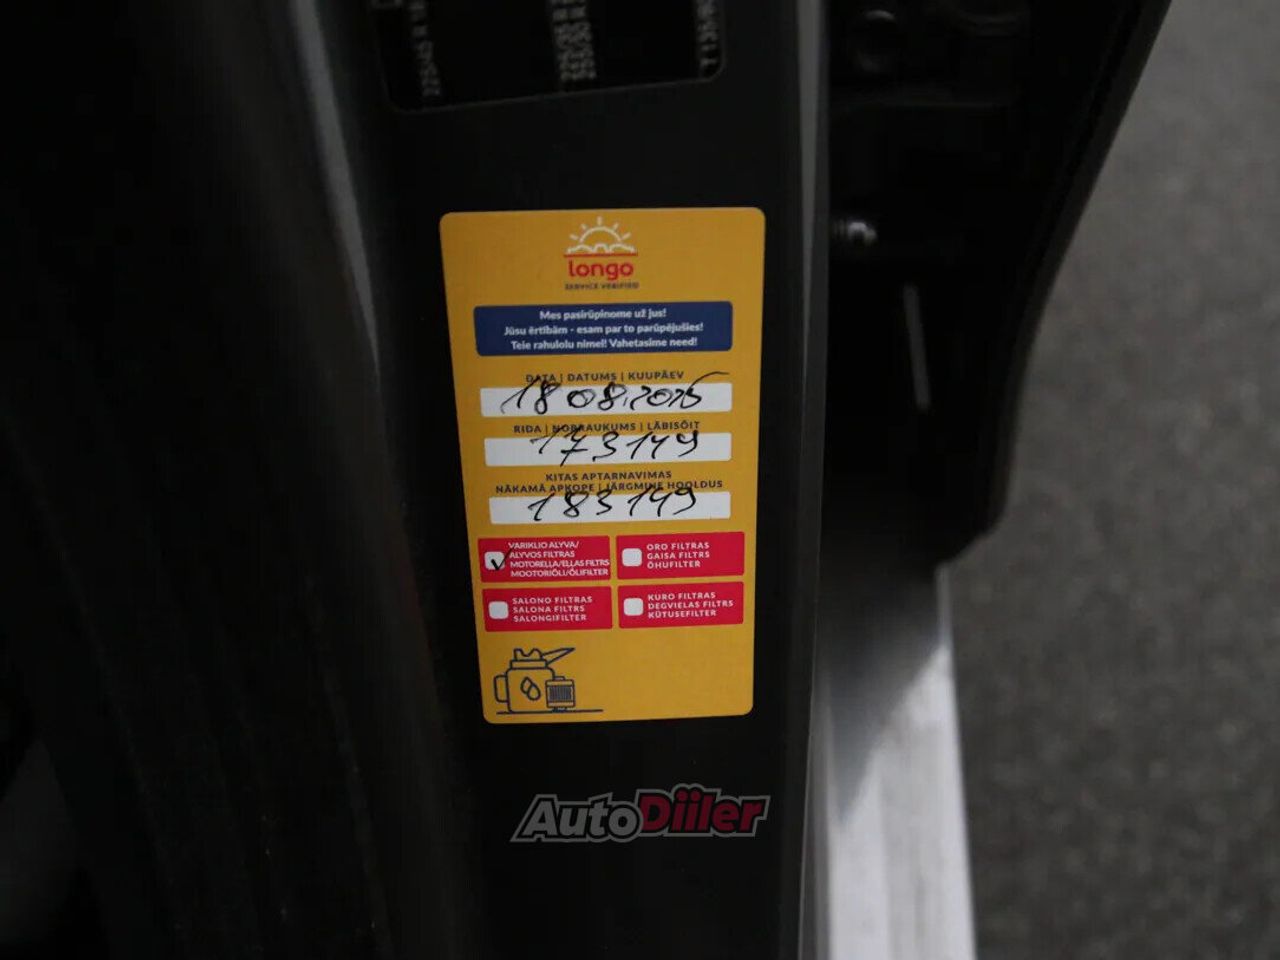 longo
SERVICE VERIFIED
Mes pasirūpinome už jus!
Jūsu ērtībām - esam par to parūpējušies!
Teie rahulolu nimel! Vahetasime need!
DATA | DATUMS | KUUPÄEV
18 08.2025
RIDA | NOBRAUKUMS | LÄBISÕIT
173149
KITAS APTARNAVIMAS
NĀKAMĀ APKOPE | JÄRGMINE HOOLDUS
183149
VARIKLIO ALYVA/
ALYVOS FILTRAS
MOTOREĻĻA/EĻĻAS FILTRS
MOOTORIÕLI/ÕLIFILTER
ORO FILTRAS
GAISA FILTRS
ÕHUFILTER
SALONO FILTRAS
SALONA FILTRS
SALONGIFILTER
KURO FILTRAS
DEGVIELAS FILTRS
KÜTUSEFILTER
AutoDiiler